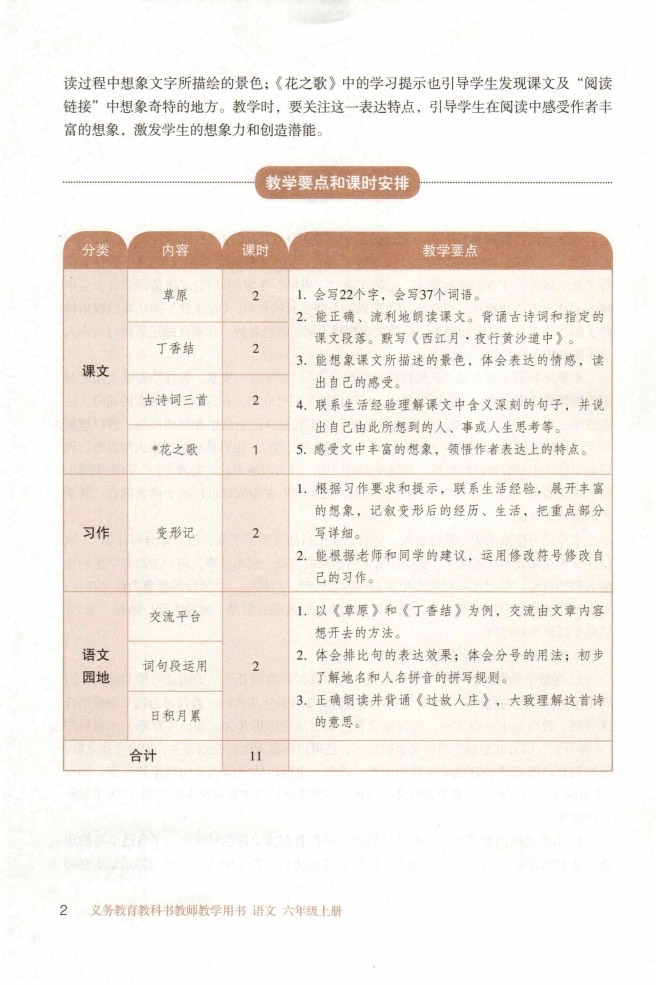 读过程中想象文字所描绘的景色；《花之歌》中的学习提示也引导学生发现课文及“阅读
链接”中想象奇特的地方。教学时，要关注这一表达特点，引导学生在阅读中感受作者丰
富的想象，激发学生的想象力和创造潜能。
教学要点和课时安排
分类 内容 课时 教学要点
课文
草原 2
丁香结 2
古诗词三首 2
*花之歌 1
1. 会写22个字，会写37个词语。
2. 能正确、流利地朗读课文。背诵古诗词和指定的
课文段落。默写《西江月·夜行黄沙道中》。
3. 能想象课文所描述的景色，体会表达的情感，读
出自己的感受。
4. 联系生活经验理解课文中含义深刻的句子，并说
出自己由此所想到的人、事或人生思考等。
5. 感受文中丰富的想象，领悟作者表达上的特点。
习作 变形记 2
1. 根据习作要求和提示，联系生活经验，展开丰富
的想象，记叙变形后的经历、生活，把重点部分
写详细。
2. 能根据老师和同学的建议，运用修改符号修改自
己的习作。
语文
园地
交流平台
词句段运用 2
日积月累
1. 以《草原》和《丁香结》为例，交流由文章内容
想开去的方法。
2. 体会排比句的表达效果；体会分号的用法；初步
了解地名和人名拼音的拼写规则。
3. 正确朗读并背诵《过故人庄》，大致理解这首诗
的意思。
合计 11
2 义务教育教科书教师教学用书 语文 六年级上册